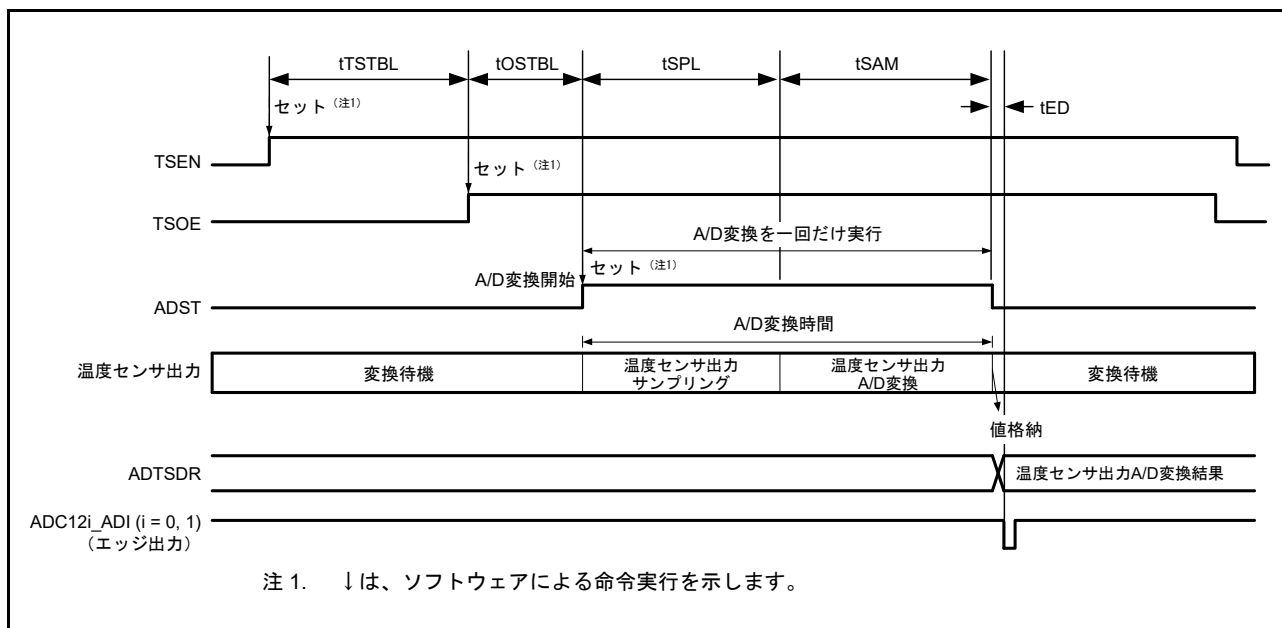 tTSTBL tOSTBL tSPL tSAM
tED
セット（注1）
TSEN
セット（注1）
TSOE
A/D変換を一回だけ実行
セット（注1）
A/D変換開始
ADST
A/D変換時間
温度センサ出力 変換待機 温度センサ出力 温度センサ出力 変換待機
サンプリング A/D変換
値格納
ADTSDR 温度センサ出力A/D変換結果
ADC12i_ADI (i = 0, 1)
（エッジ出力）
注 1. ↓は、ソフトウェアによる命令実行を示します。